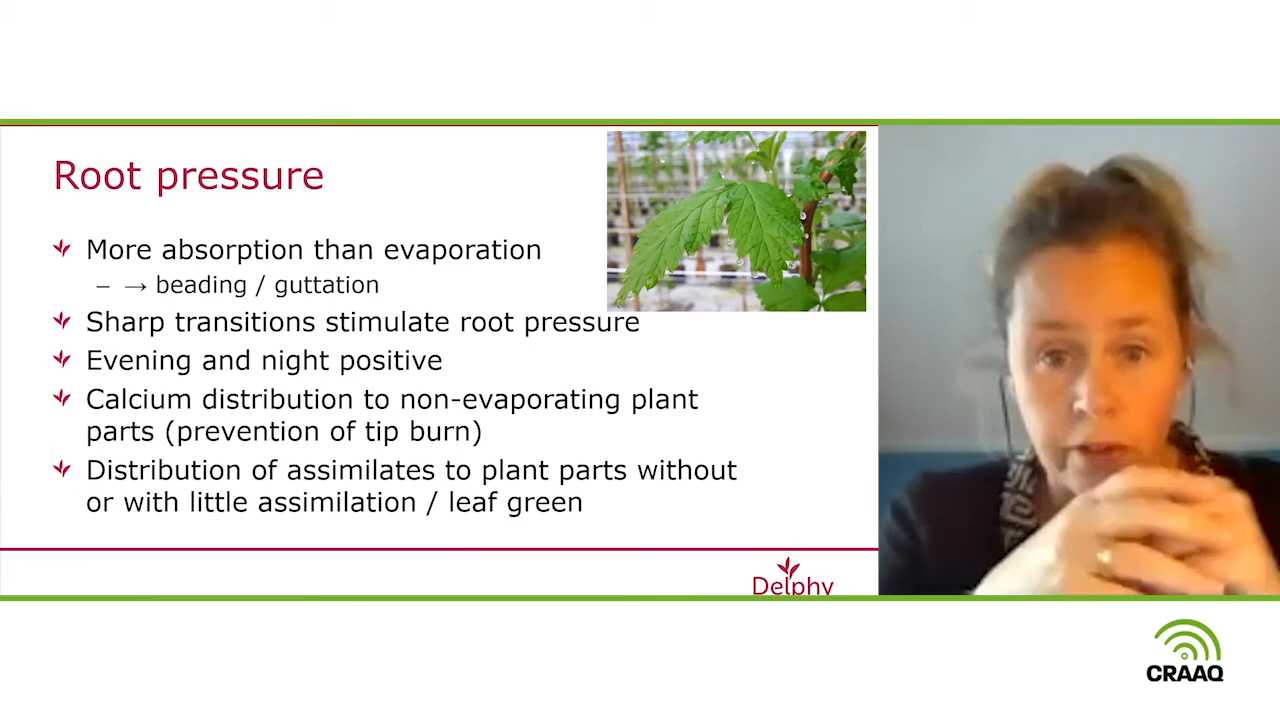 Root pressure
More absorption than evaporation
– → beading / guttation
Sharp transitions stimulate root pressure
Evening and night positive
Calcium distribution to non-evaporating plant
parts (prevention of tip burn)
Distribution of assimilates to plant parts without
or with little assimilation / leaf green
Delphy
CRAAQ